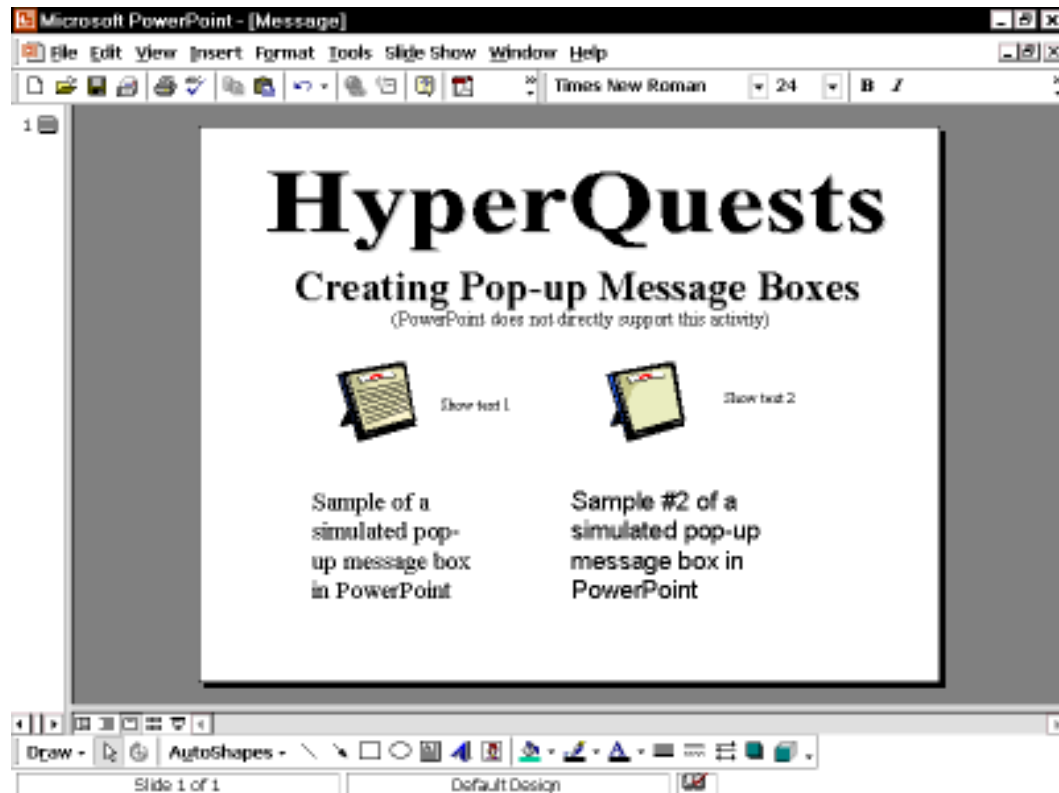 Microsoft PowerPoint - [Message]
File Edit View Insert Format Tools Slide Show Window Help
Times New Roman 24 B I
1
HyperQuests
Creating Pop-up Message Boxes
(PowerPoint does not directly support this activity)
Show text 1
Show text 2
Sample of a
simulated pop-
up message box
in PowerPoint
Sample #2 of a
simulated pop-up
message box in
PowerPoint
Draw AutoShapes A
Slide 1 of 1 Default Design